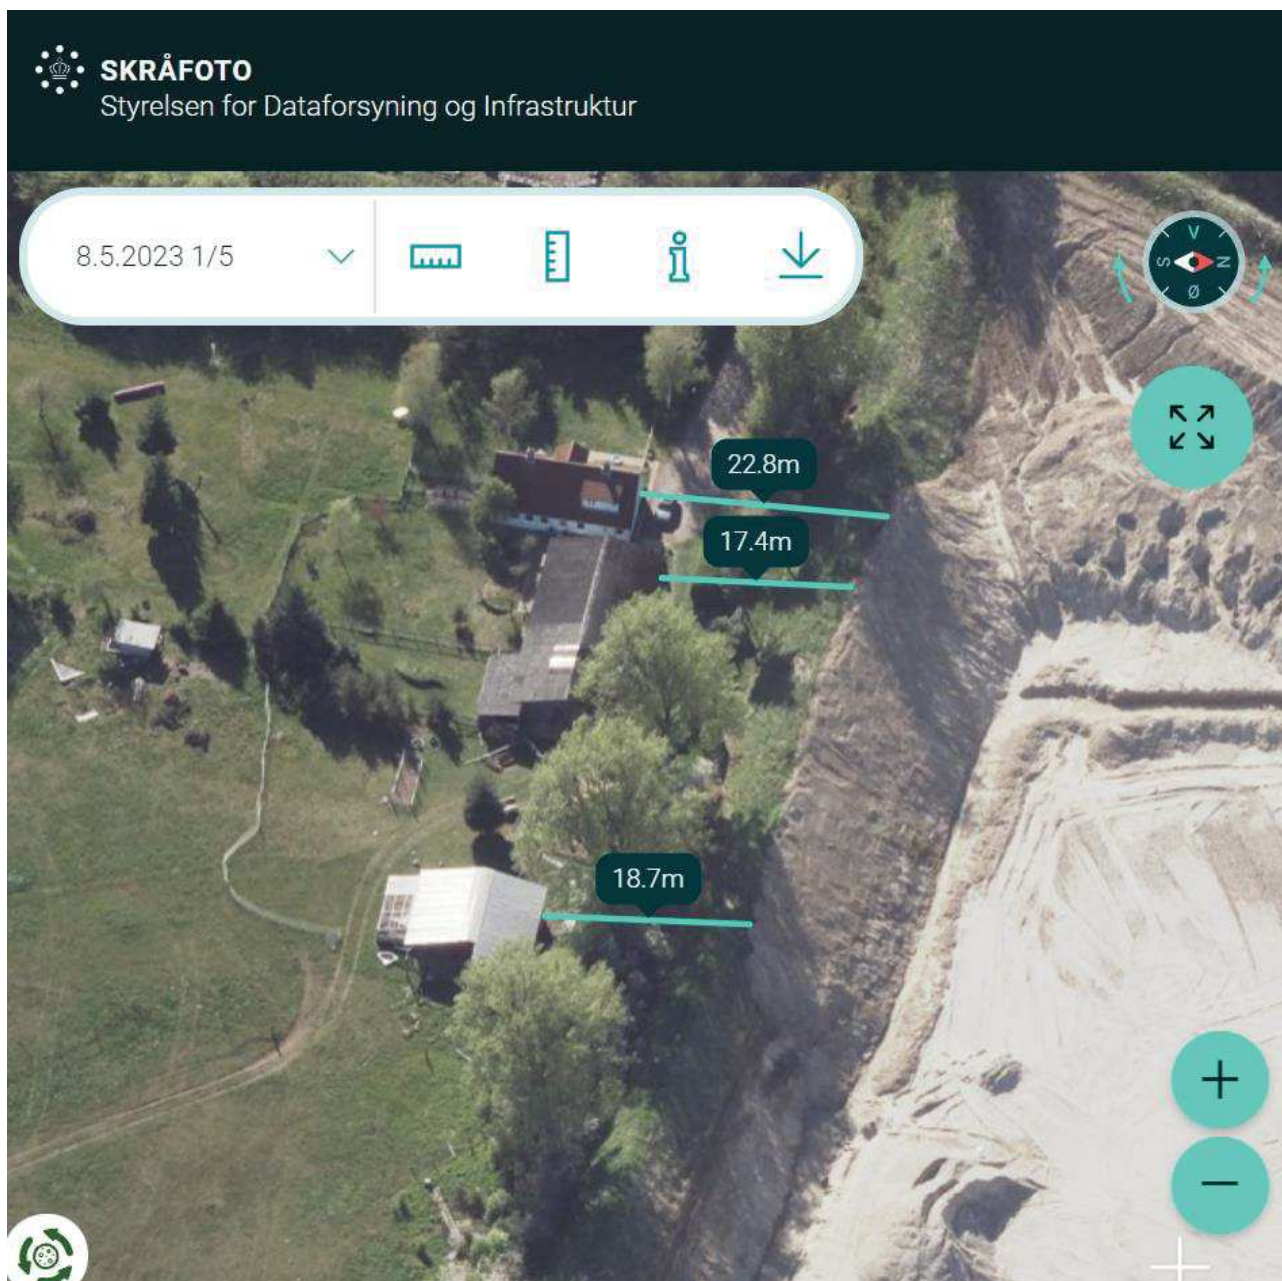 SKRÅFOTO
Styrelsen for Dataforsyning og Infrastruktur
8.5.2023 1/5
V
S
N
Ø
22.8m
17.4m
18.7m